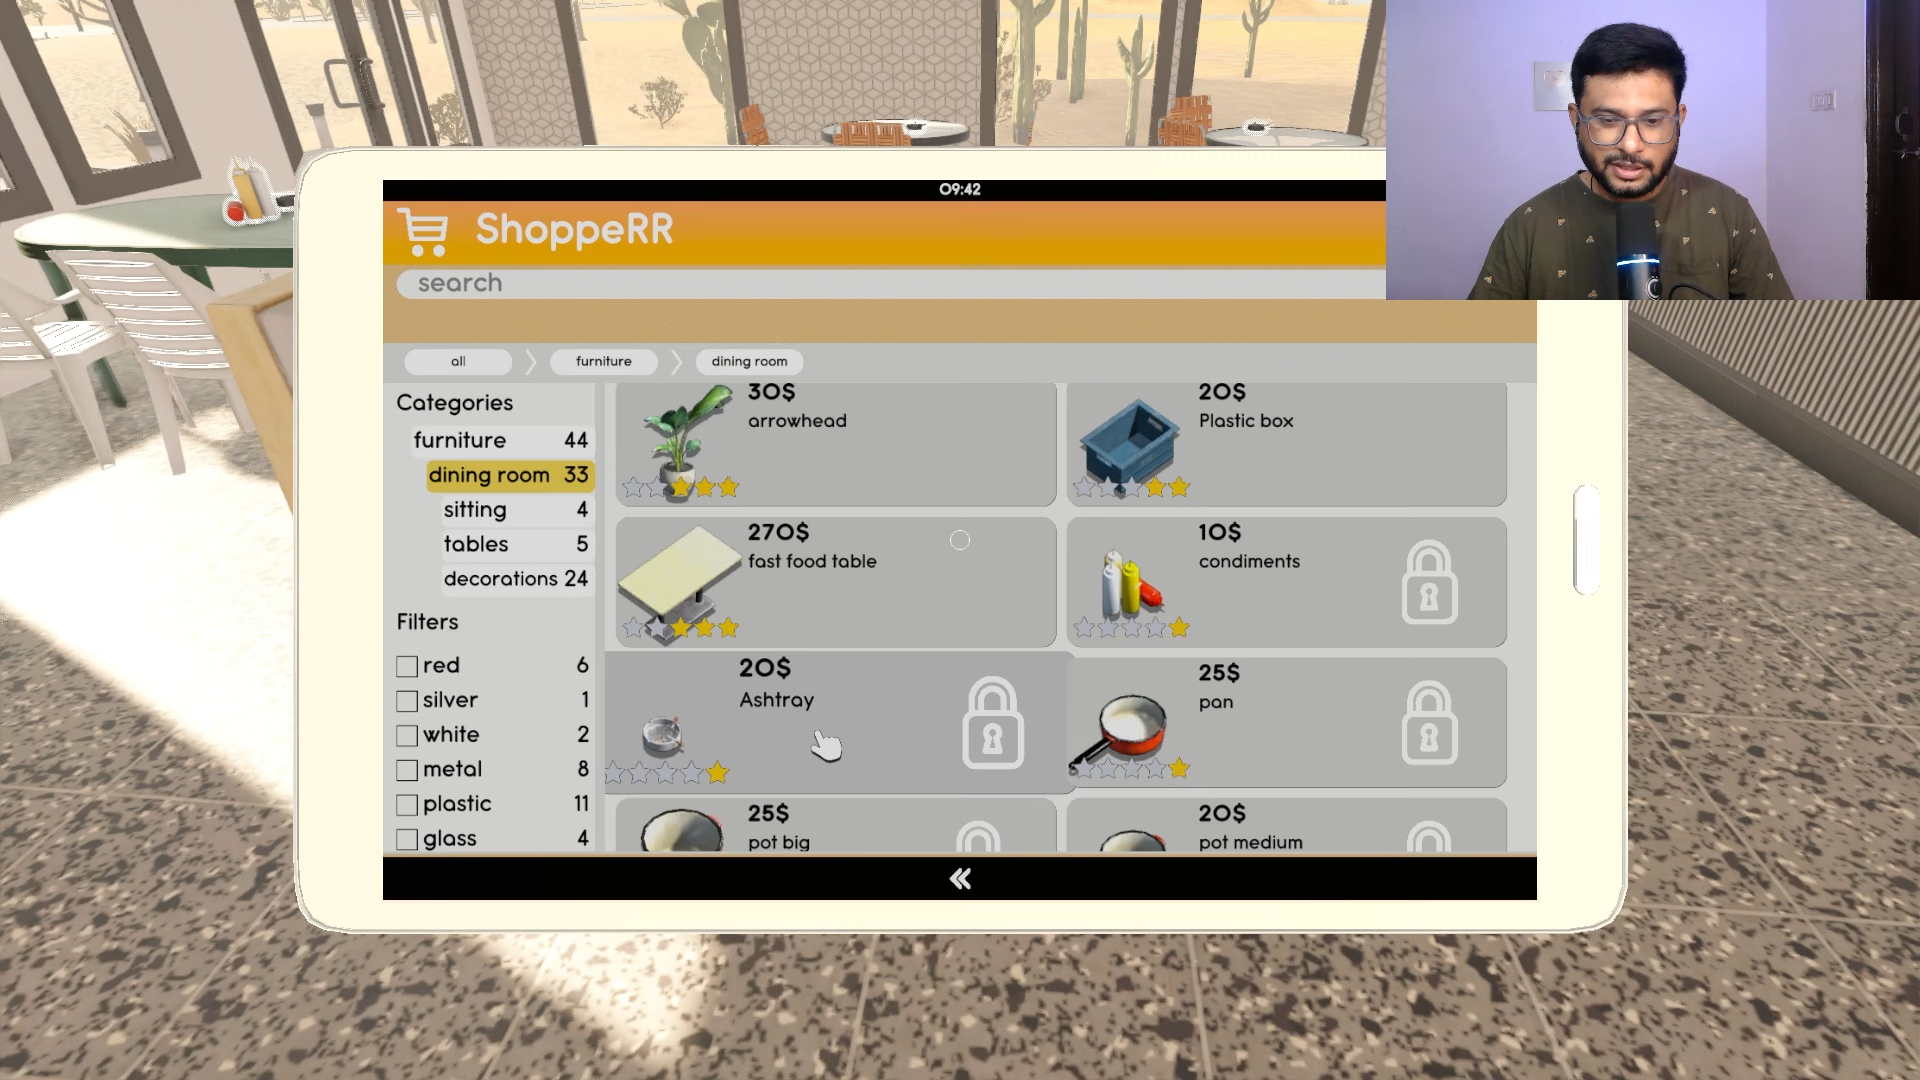 09:42
ShoppeRR
search
all
furniture
dining room
Categories
furniture 44
dining room 33
sitting 4
tables 5
decorations 24
Filters
red 6
silver 1
white 2
metal 8
plastic 11
glass 4
30$
arrowhead
20$
Plastic box
270$
fast food table
10$
condiments
20$
Ashtray
25$
pan
25$
pot big
20$
pot medium